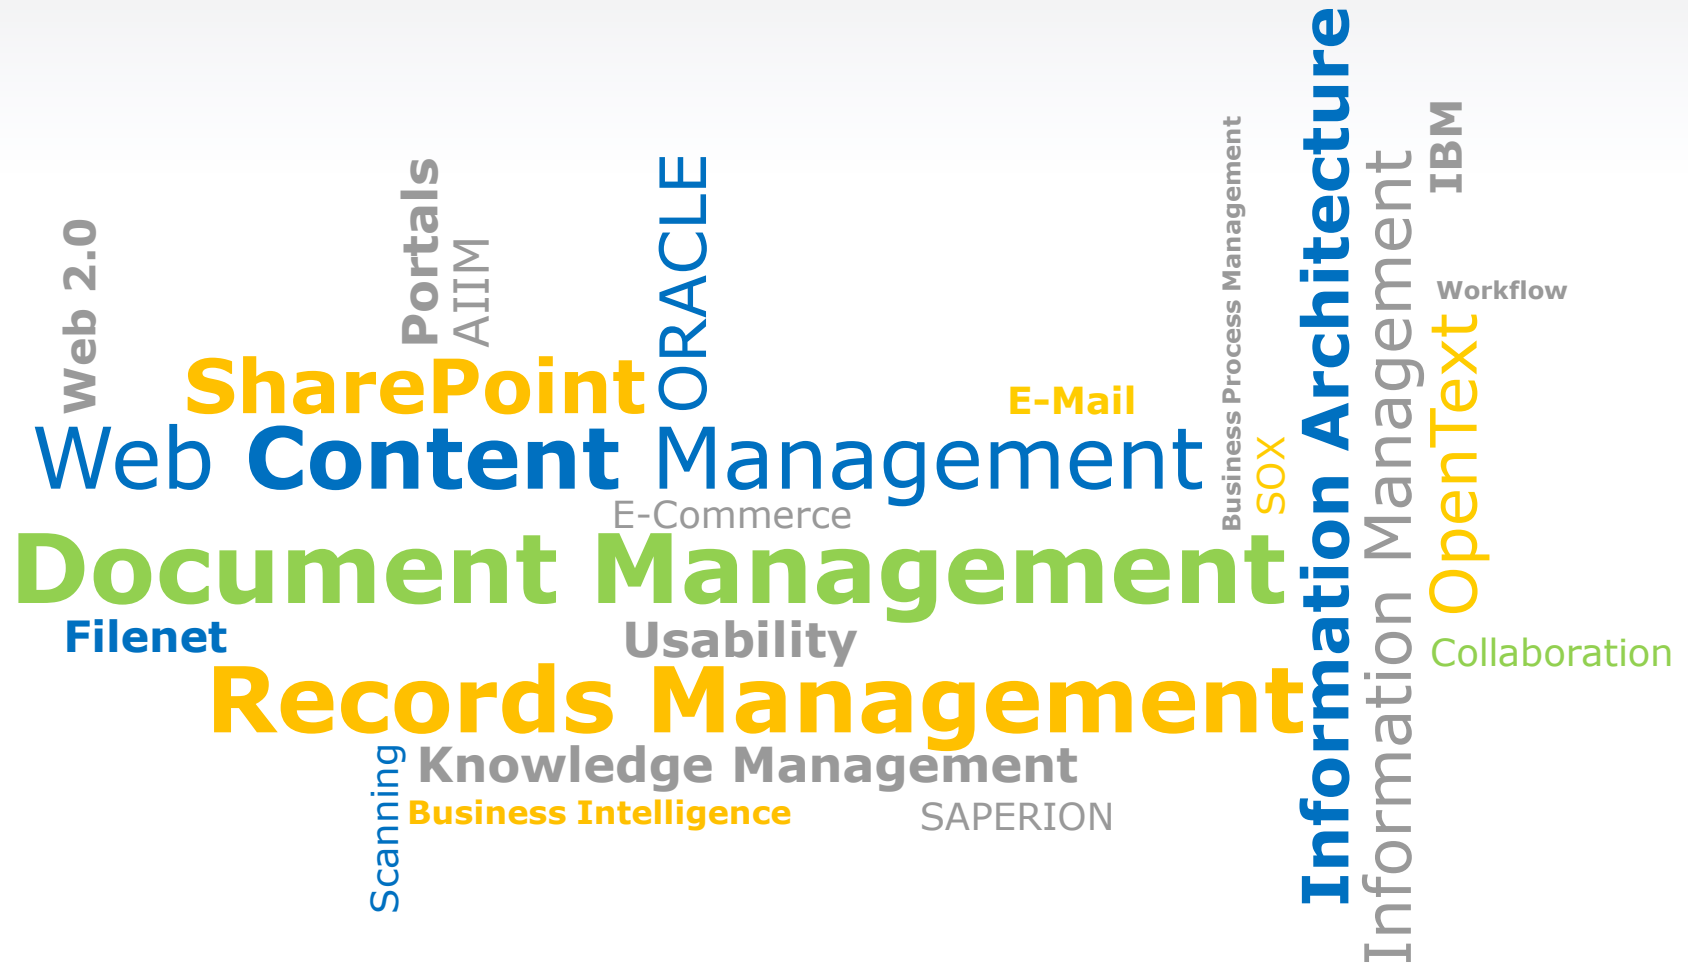 Information Architecture
IBM
Business Process Management
Information Management
Portals
AIIM
ORACLE
Web 2.0
Workflow
SharePoint
E-Mail
OpenText
Web Content Management
SOX
E-Commerce
Document Management
Filenet
Usability
Collaboration
Records Management
Scanning
Knowledge Management
Business Intelligence
SAPERION